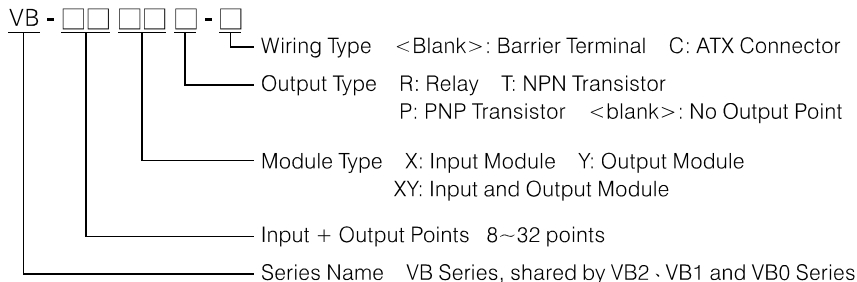 VB - □□ □□ □ - □
Wiring Type <Blank>: Barrier Terminal C: ATX Connector
Output Type R: Relay T: NPN Transistor
P: PNP Transistor <blank>: No Output Point
Module Type X: Input Module Y: Output Module
XY: Input and Output Module
Input + Output Points 8~32 points
Series Name VB Series, shared by VB2、VB1 and VB0 Series